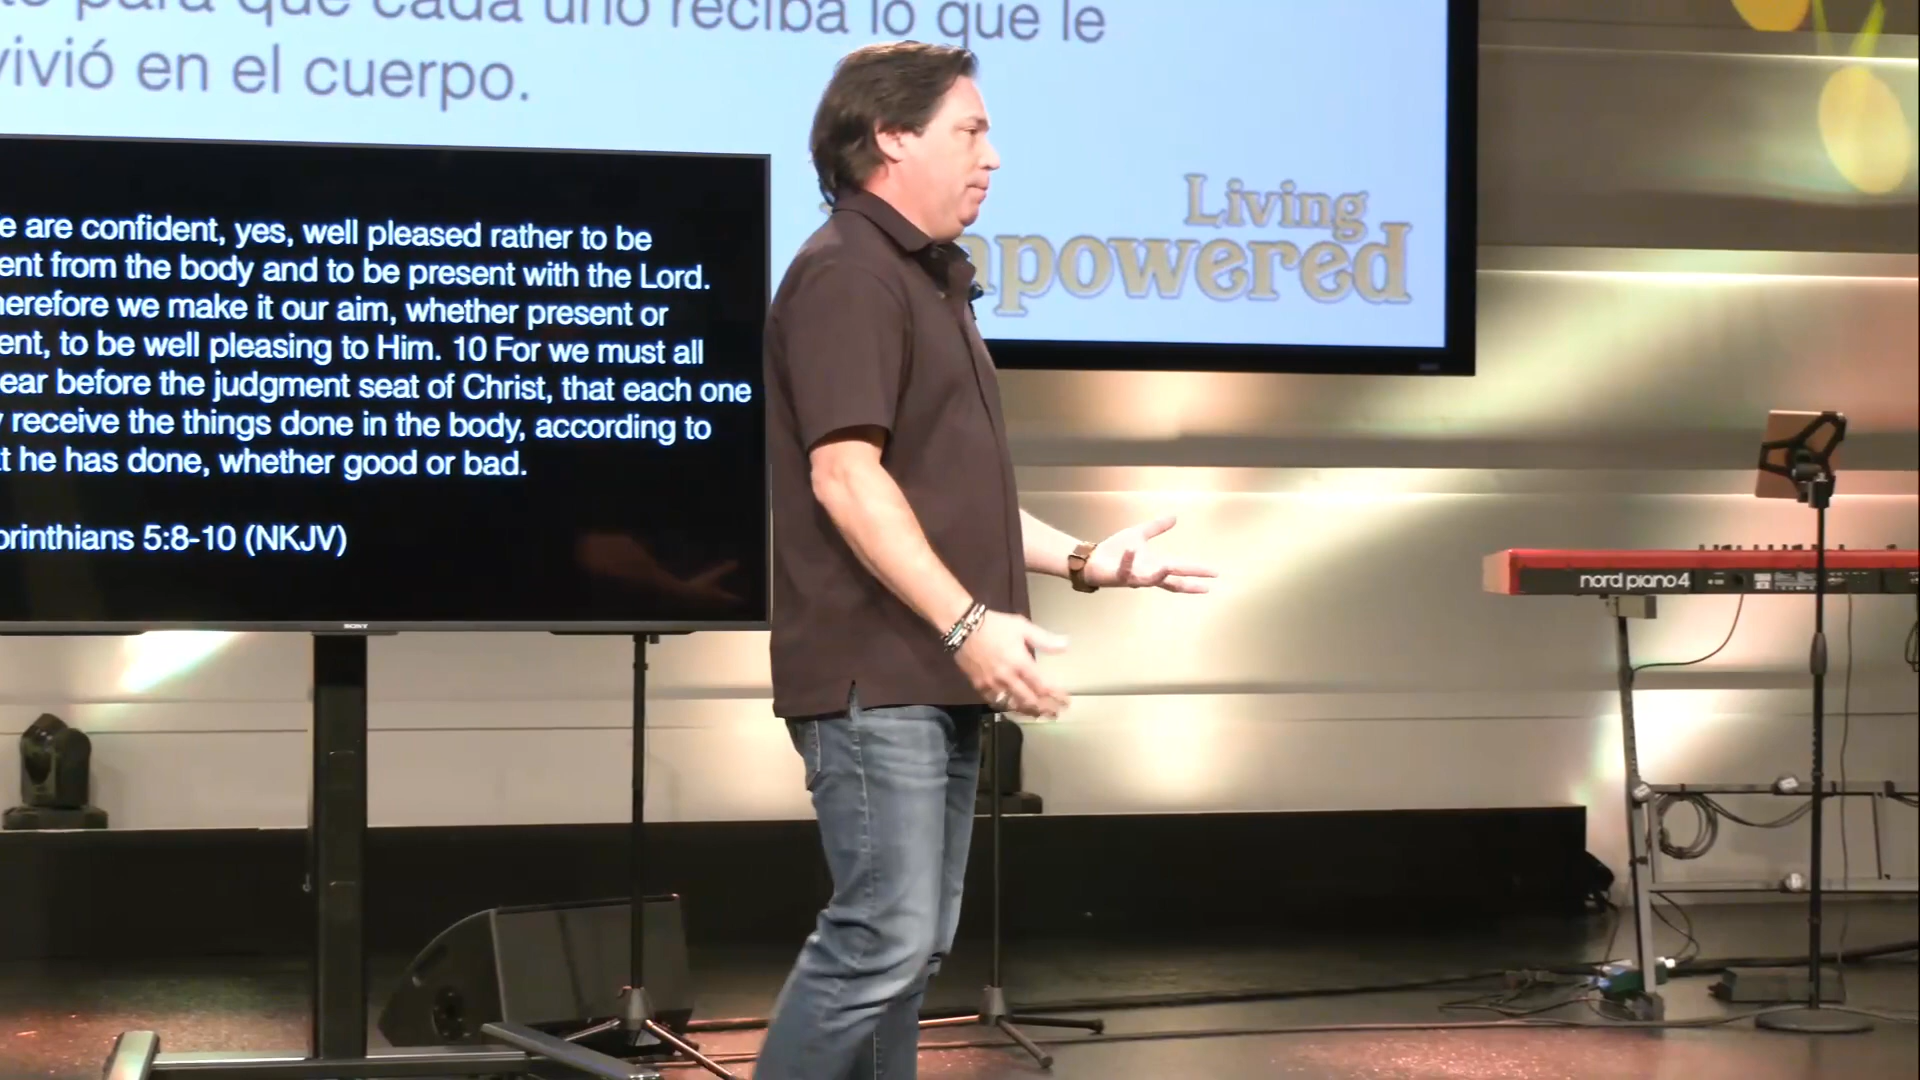 para que cada uno reciba lo que le
vivió en el cuerpo.
Living
mpowered
e are confident, yes, well pleased rather to be
ent from the body and to be present with the Lord.
herefore we make it our aim, whether present or
ent, to be well pleasing to Him. 10 For we must all
ear before the judgment seat of Christ, that each one
y receive the things done in the body, according to
t he has done, whether good or bad.
orinthians 5:8-10 (NKJV)
SONY
nord piano 4